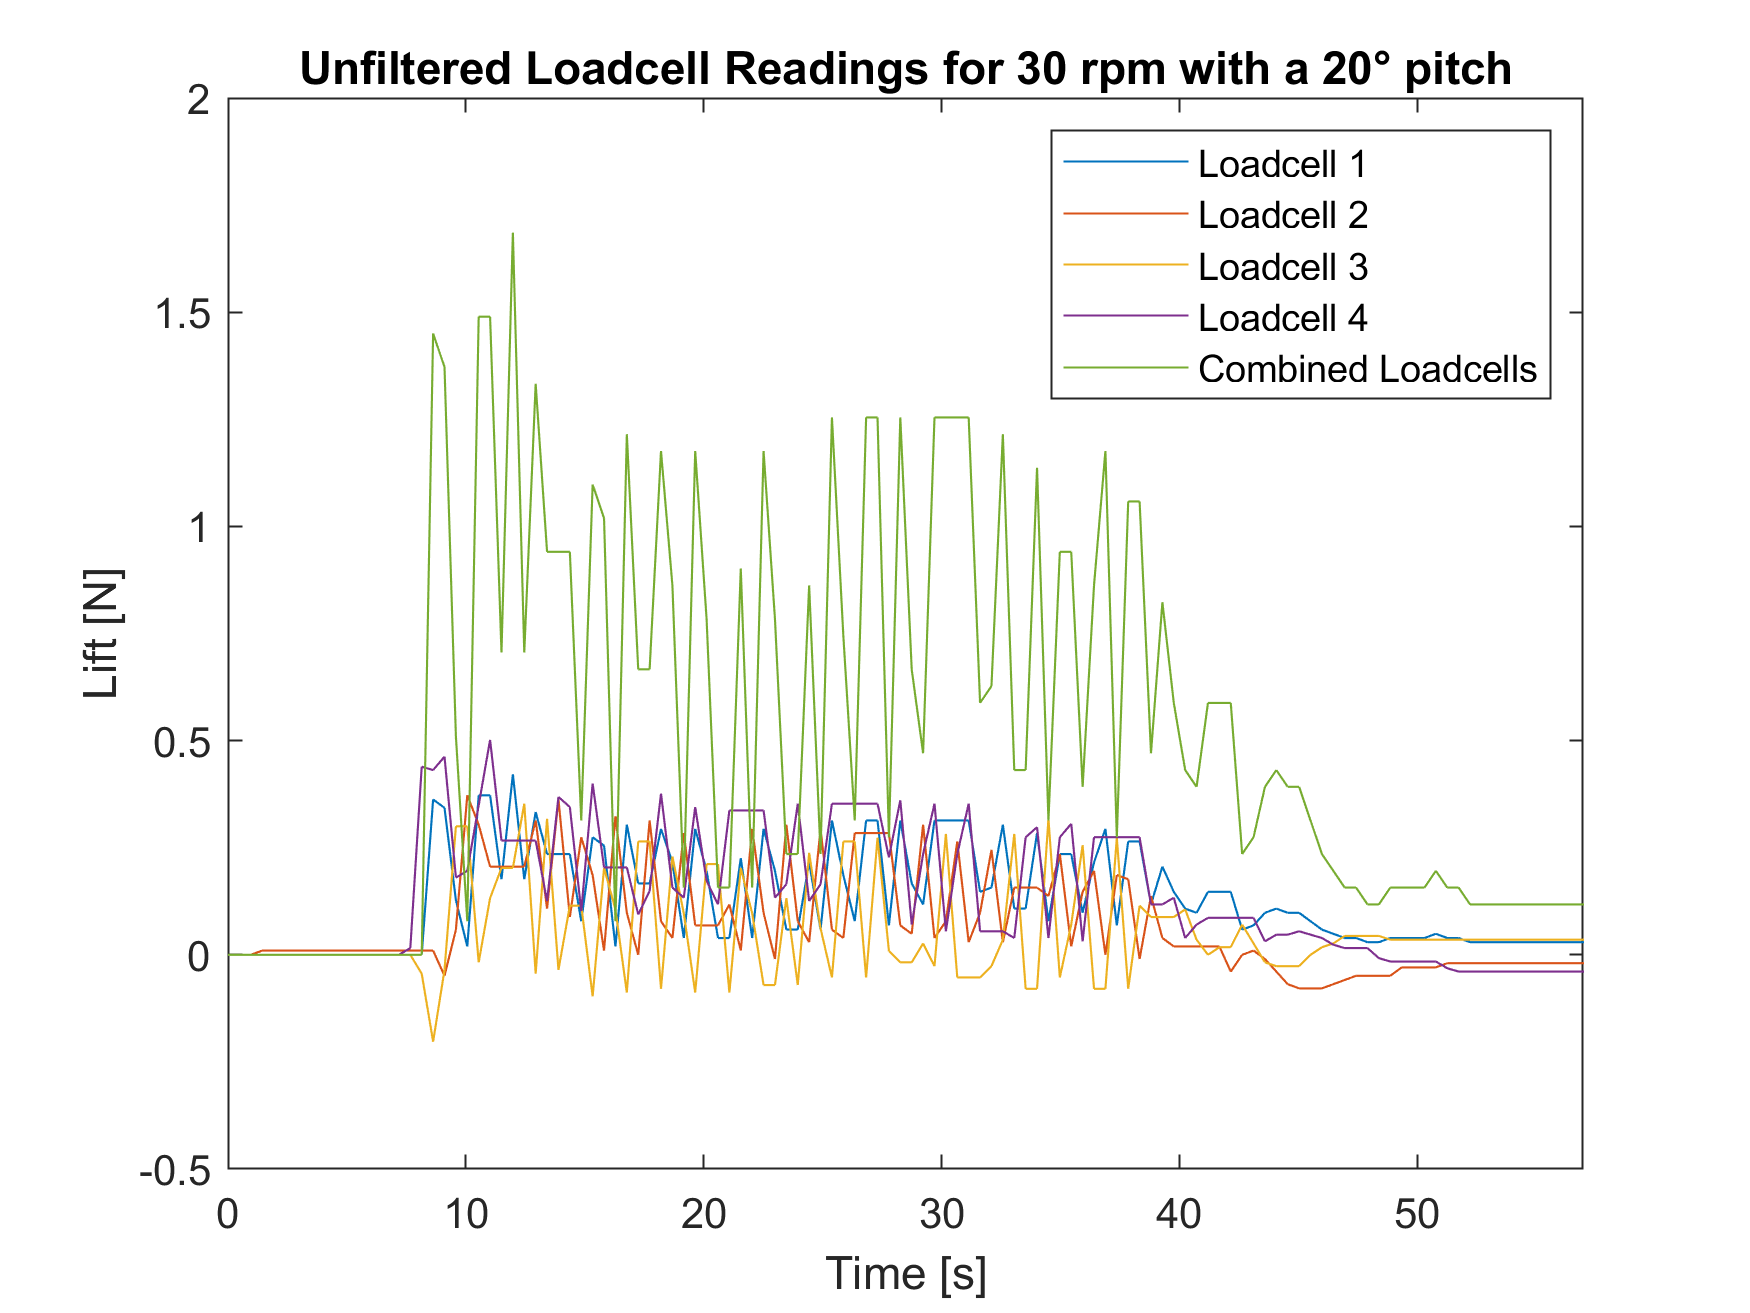 Unfiltered Loadcell Readings for 30 rpm with a 20° pitch
2
1.5
1
0.5
0
-0.5
Lift [N]
Loadcell 1
Loadcell 2
Loadcell 3
Loadcell 4
Combined Loadcells
0 10 20 30 40 50
Time [s]